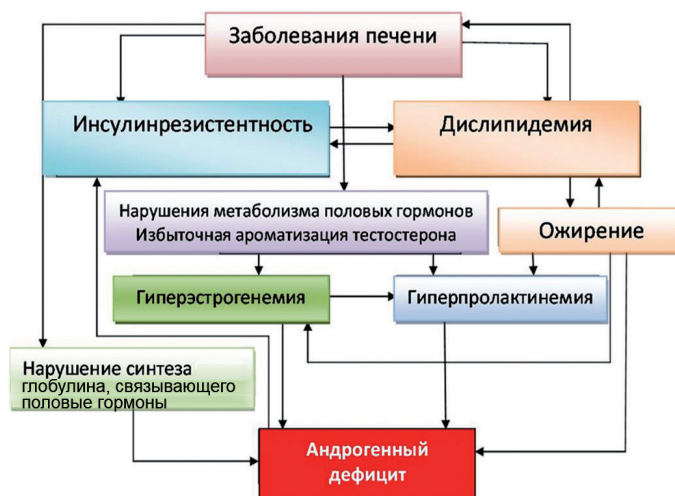 Заболевания печени
Инсулинрезистентность
Дислипидемия
Нарушения метаболизма половых гормонов
Избыточная ароматизация тестостерона
Ожирение
Гиперэстрогенемия
Гиперпролактинемия
Нарушение синтеза
глобулина, связывающего
половые гормоны
Андрогенный
дефицит